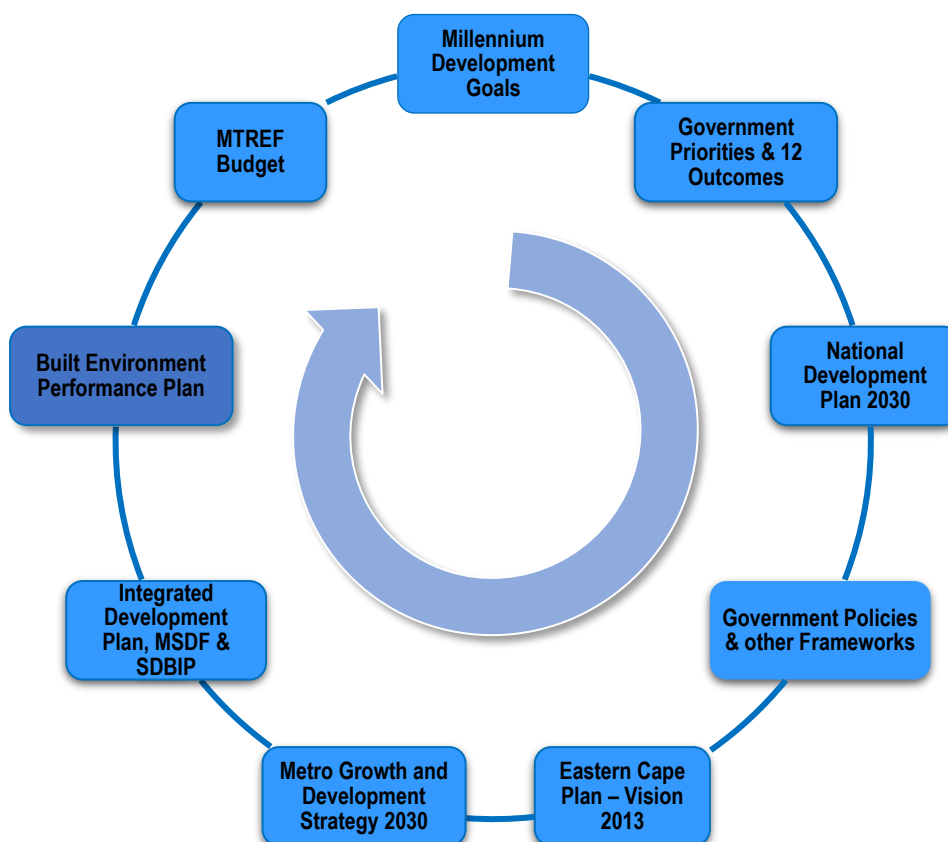 Millennium
Development
Goals
Government
Priorities & 12
Outcomes
National
Development
Plan 2030
Government Policies
& other Frameworks
Eastern Cape
Plan – Vision
2013
Metro Growth and
Development
Strategy 2030
Integrated
Development
Plan, MSDF &
SDBIP
Built Environment
Performance Plan
MTREF
Budget